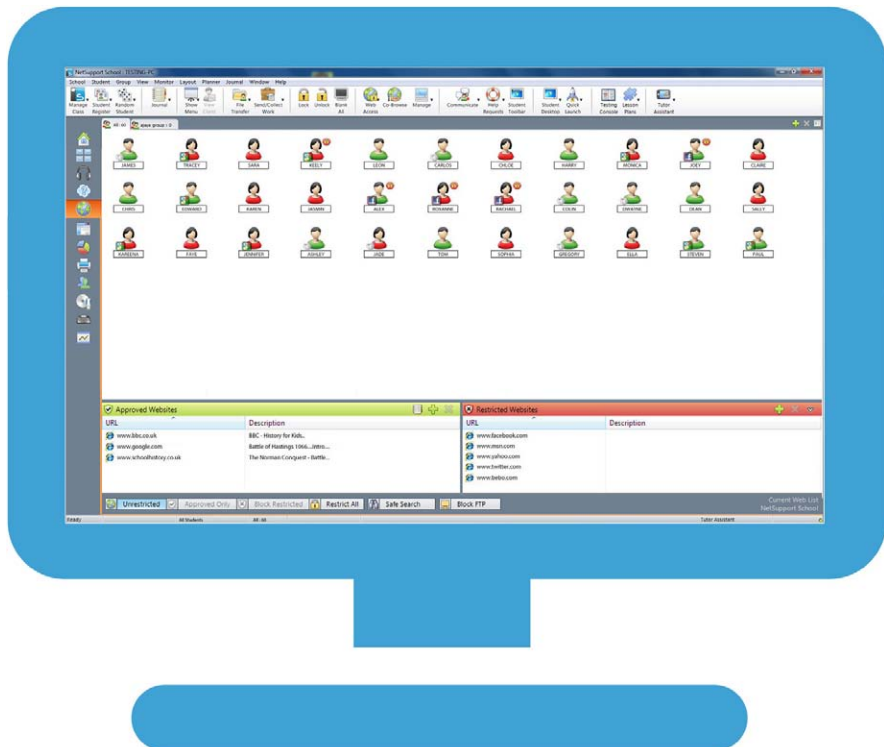 NetSupport School : TESTING-PC
School Student Group View Monitor Layout Planner Journal Window Help
Manage Class
Student Register
Random Student
Journal
Show Menu
File Transfer
Send/Collect Work
Lock
Unlock
Blank All
Web Access
Co-Browse
Manage
Communicate
Help Requests
Student Toolbar
Student Desktop
Quick Launch
Testing Console
Lesson Plans
Tutor Assistant
JAMES TRACEY SARA KEELY LEON CARLOS CHLOE HARRY MONICA JOEY CLAIRE
CHRIS EDWARD KAREN JASMIN ALEX ROSANNE RACHAEL COLIN DWAYNE DEAN SALLY
KAREENA FAYE JENNIFER ASHLEY JADE TOM SOPHIA GREGORY ELLA STEVEN PAUL
Approved Websites
URL Description
www.bbc.co.uk BBC - History for Kids..
www.google.com Battle of Hastings 1066...Intro...
www.schoolhistory.co.uk The Norman Conquest - Battle...
Restricted Websites
URL Description
www.facebook.com
www.msn.com
www.yahoo.com
www.twitter.com
www.bebo.com
Unrestricted Approved Only Block Restricted Restrict All Safe Search Block FTP
Current Web List
NetSupport School
Ready All Students Tutor Assistant